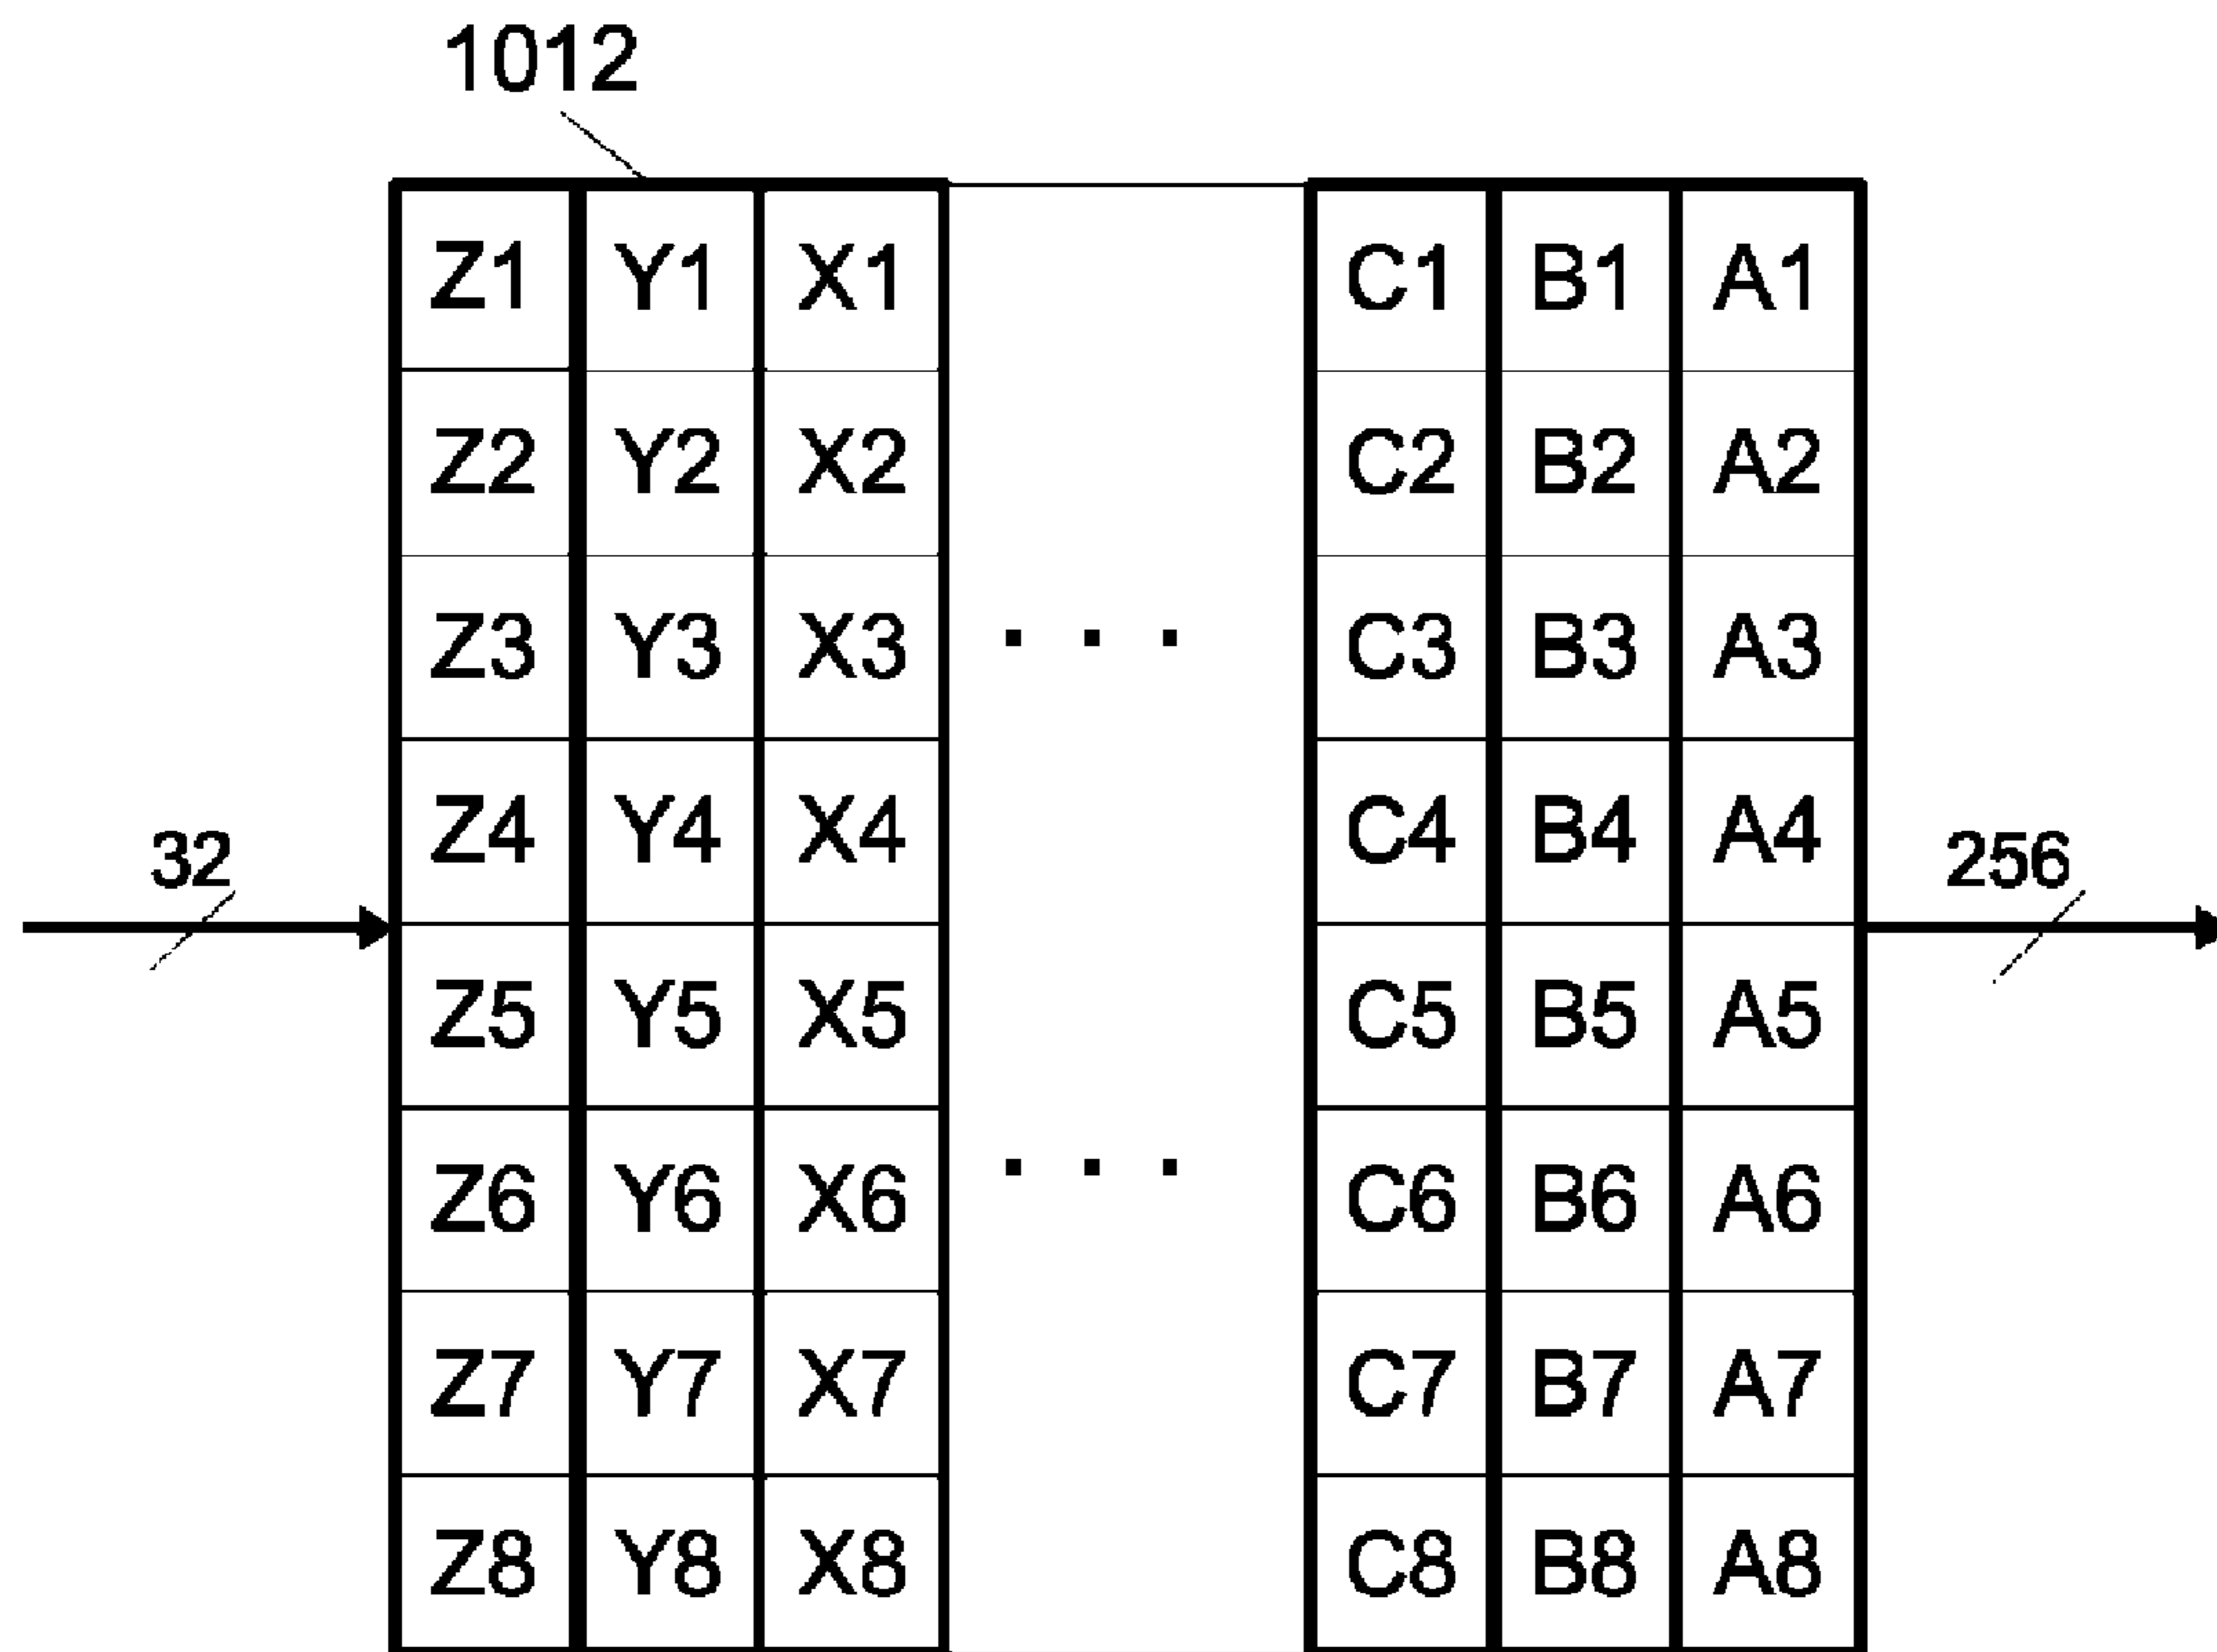 1012
Z1 Y1 X1 C1 B1 A1
Z2 Y2 X2 C2 B2 A2
Z3 Y3 X3 . . . C3 B3 A3
32 Z4 Y4 X4 C4 B4 A4 256
Z5 Y5 X5 C5 B5 A5
Z6 Y6 X6 . . . C6 B6 A6
Z7 Y7 X7 C7 B7 A7
Z8 Y8 X8 C8 B8 A8